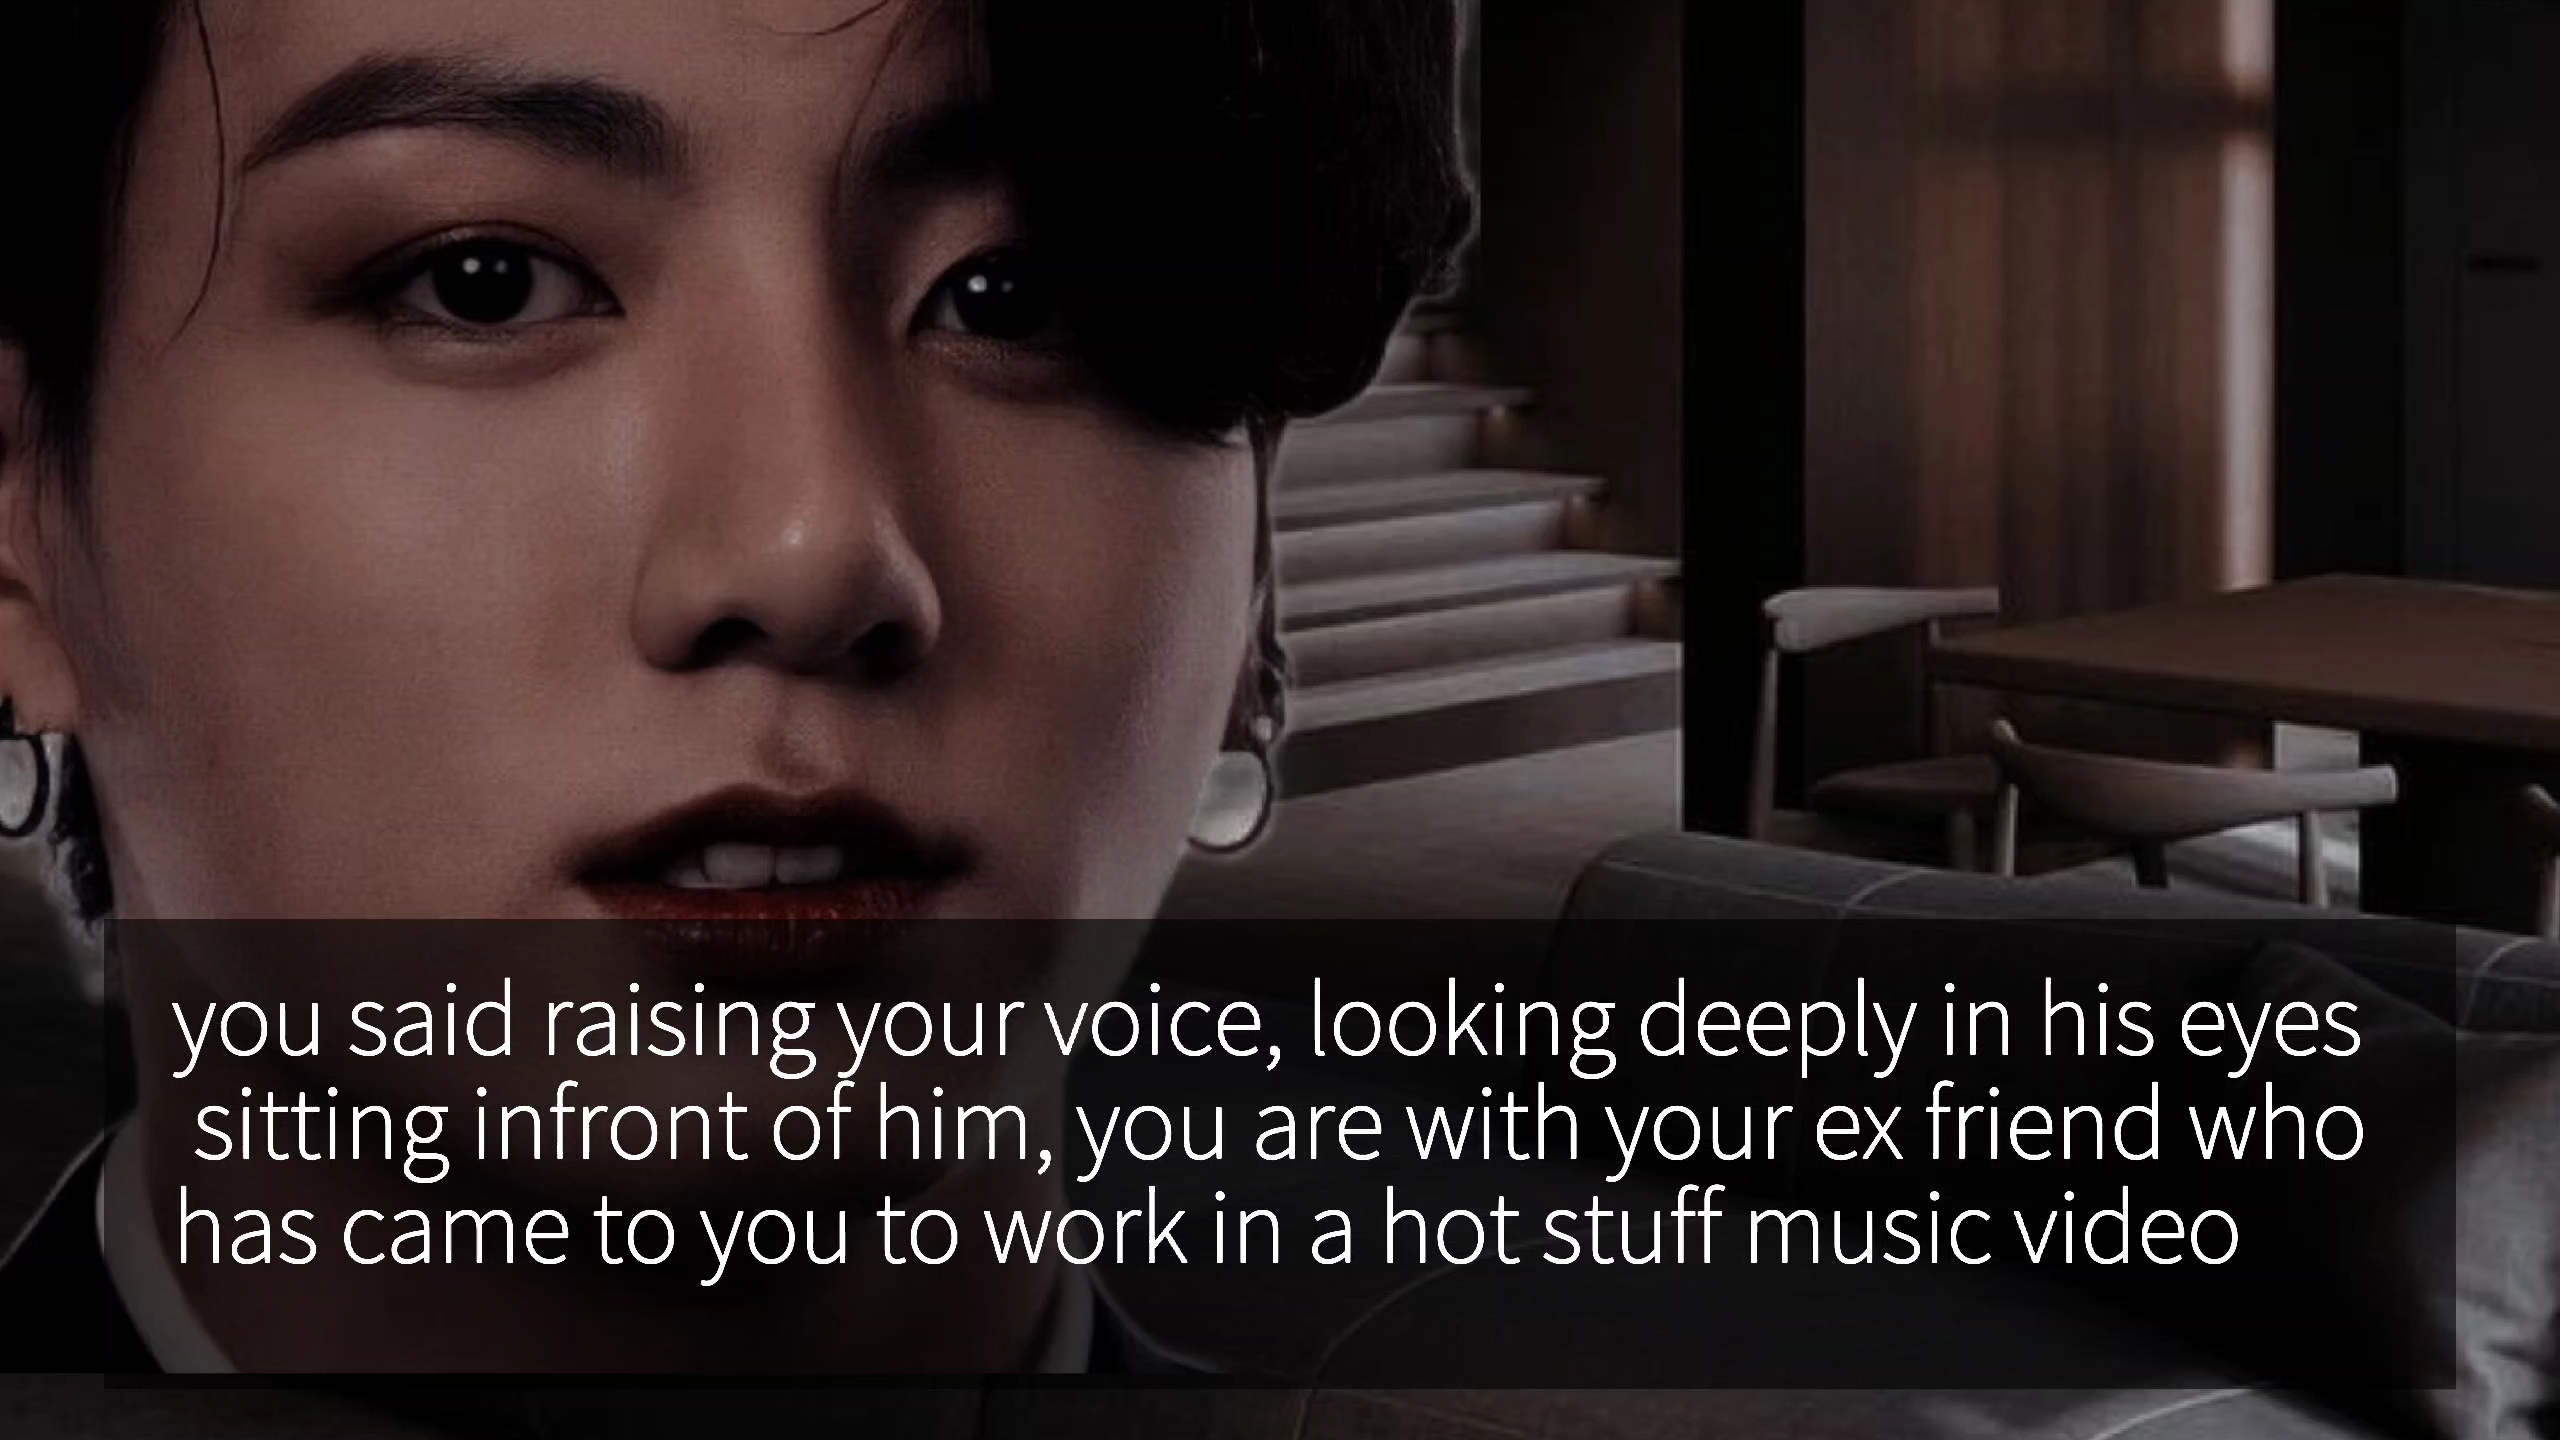 you said raising your voice, looking deeply in his eyes
sitting infront of him, you are with your ex friend who
has came to you to work in a hot stuff music video